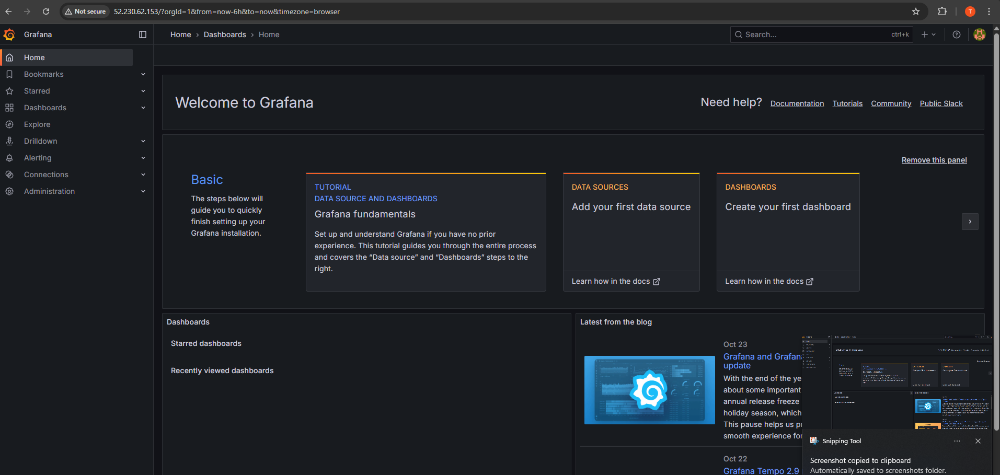 Not secure
52.230.62.153/?orgId=1&from=now-6h&to=now&timezone=browser
T
Grafana
Home › Dashboards › Home
Search...
ctrl+k
Home
Bookmarks
Starred
Dashboards
Explore
Drilldown
Alerting
Connections
Administration
Welcome to Grafana
Need help?
Documentation
Tutorials
Community
Public Slack
Remove this panel
Basic
The steps below will
guide you to quickly
finish setting up your
Grafana installation.
TUTORIAL
DATA SOURCE AND DASHBOARDS
Grafana fundamentals
Set up and understand Grafana if you have no prior
experience. This tutorial guides you through the entire process
and covers the “Data source” and “Dashboards” steps to the
right.
DATA SOURCES
Add your first data source
Learn how in the docs
DASHBOARDS
Create your first dashboard
Learn how in the docs
Dashboards
Starred dashboards
Recently viewed dashboards
Latest from the blog
Oct 23
Grafana and Grafan
update
With the end of the ye
about some important
annual release freeze
holiday season, which
This pause helps us p
smooth experience for
Oct 22
Grafana Tempo 2.9
Welcome to Grafana
Snipping Tool
Screenshot copied to clipboard
Automatically saved to screenshots folder.